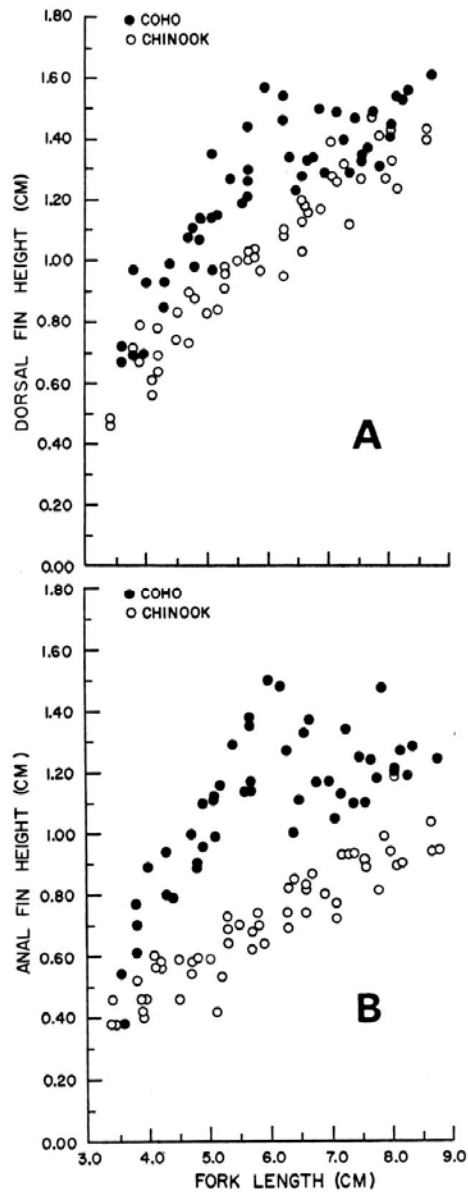 1.80
● COHO
○ CHINOOK
1.60
1.40
1.20
1.00
0.80
0.60
0.40
0.20
0.00
DORSAL FIN HEIGHT (CM)
A
1.80
● COHO
○ CHINOOK
1.60
1.40
1.20
1.00
0.80
0.60
0.40
0.20
0.00
ANAL FIN HEIGHT (CM)
B
3.0 4.0 5.0 6.0 7.0 8.0 9.0
FORK LENGTH (CM)